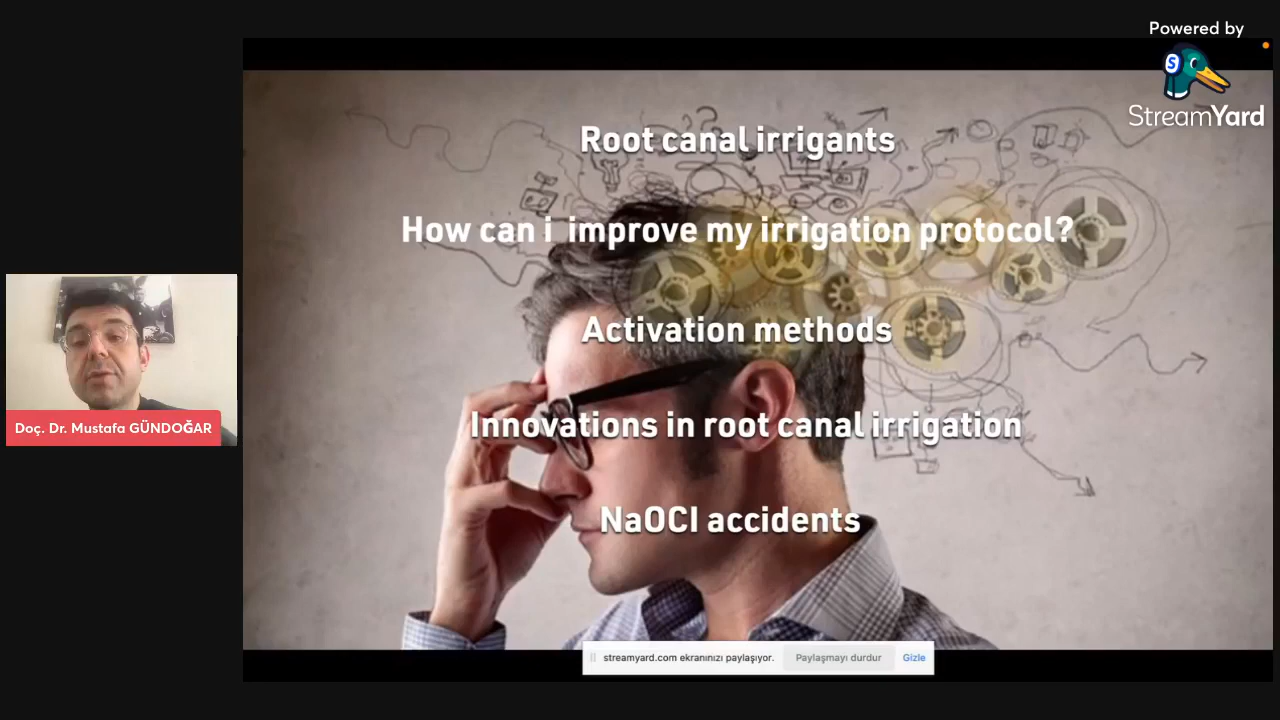 Powered by
StreamYard
Root canal irrigants
How can i improve my irrigation protocol?
Activation methods
Innovations in root canal irrigation
NaOCI accidents
Doç. Dr. Mustafa GÜNDOĞAR
streamyard.com ekranınızı paylaşıyor. Paylaşmayı durdur Gizle